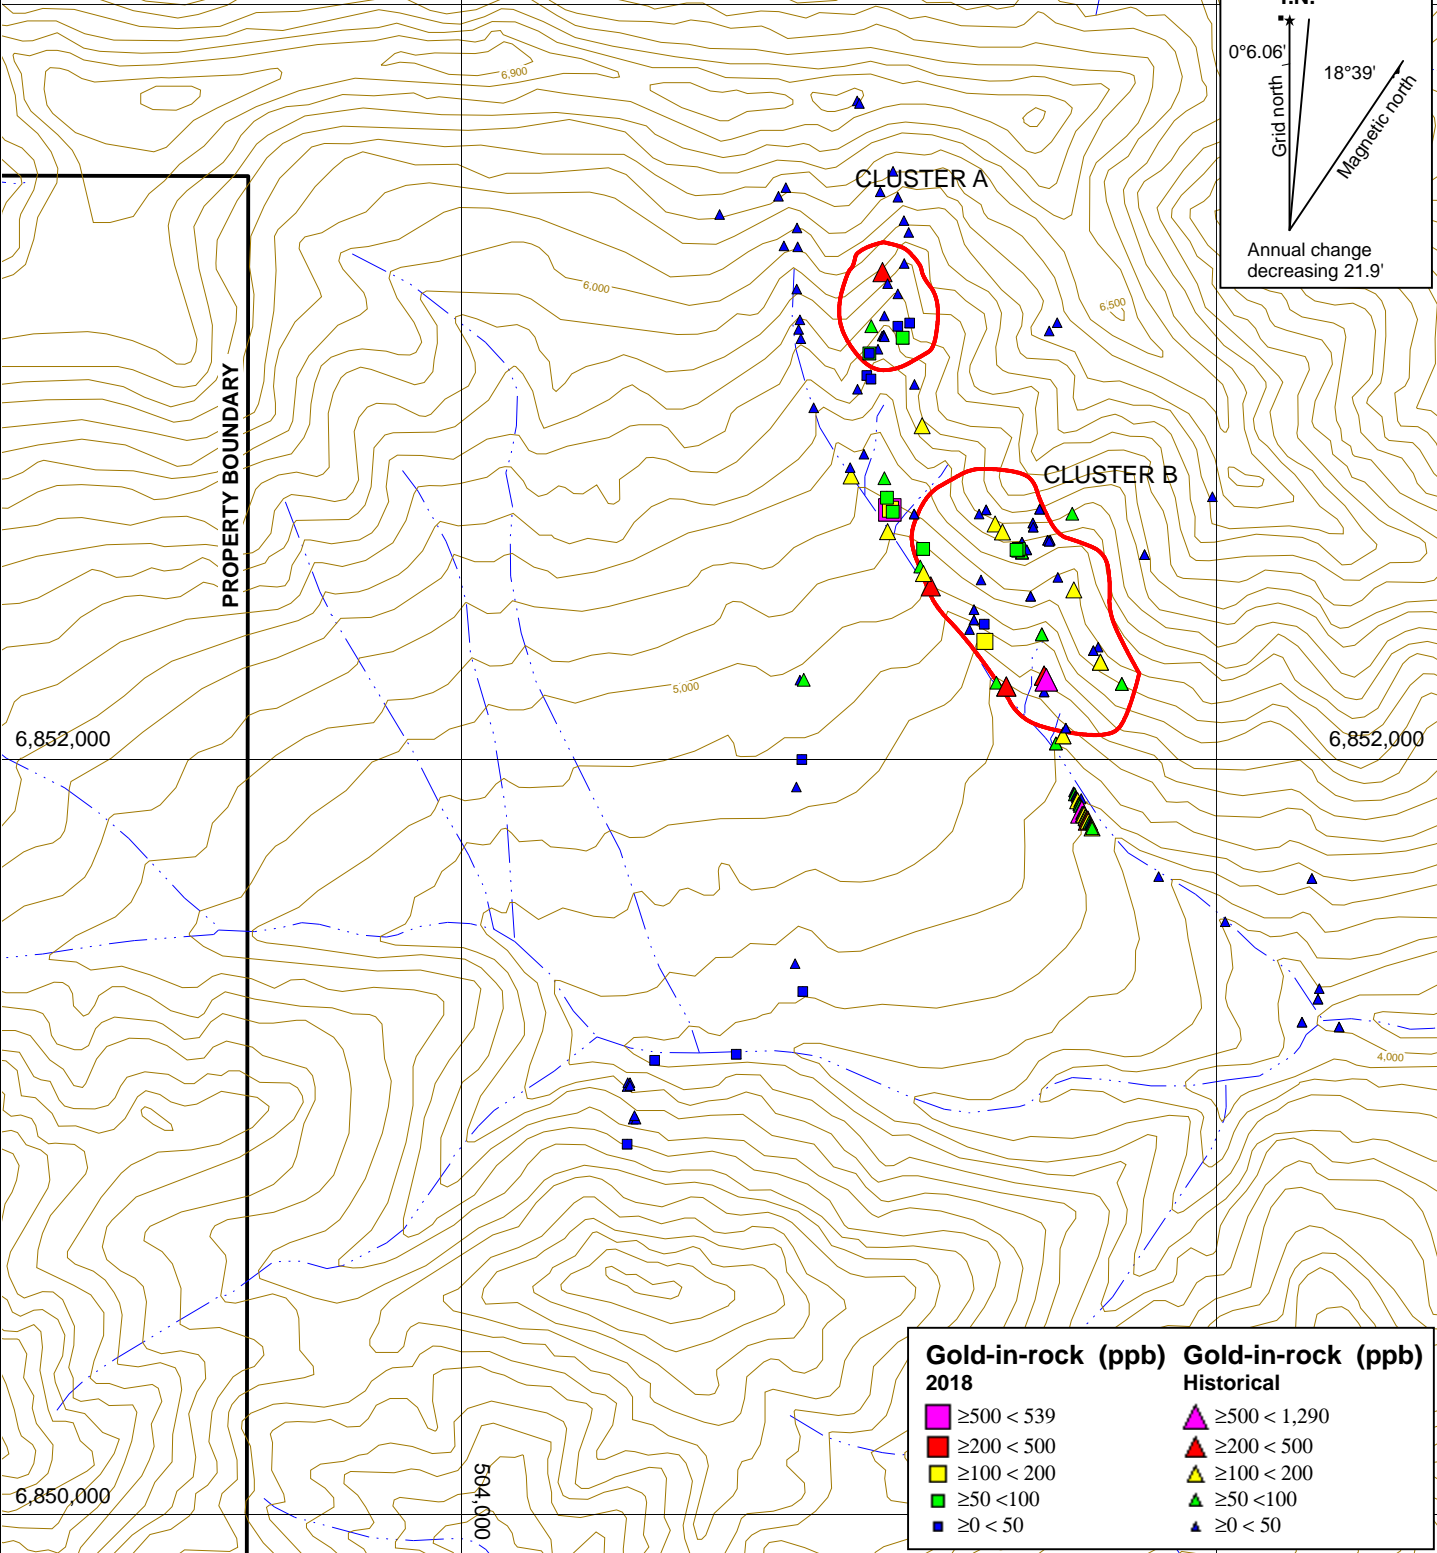 T.N.
0°6.06'
18°39'
Grid north
Magnetic north
Annual change
decreasing 21.9'
6,900
CLUSTER A
6,000
6,500
PROPERTY BOUNDARY
CLUSTER B
5,000
6,852,000
6,852,000
4,000
504,000
6,850,000
Gold-in-rock (ppb)
2018
≥500 < 539
≥200 < 500
≥100 < 200
≥50 <100
≥0 < 50
Gold-in-rock (ppb)
Historical
≥500 < 1,290
≥200 < 500
≥100 < 200
≥50 <100
≥0 < 50